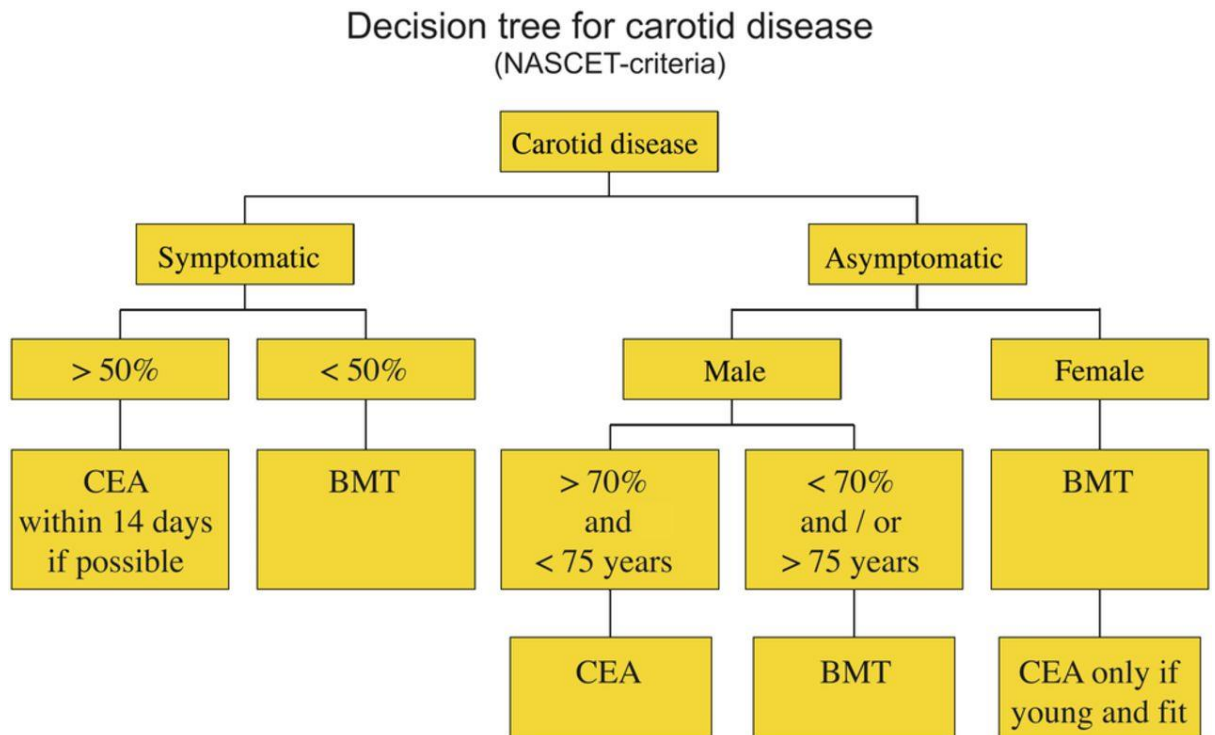 Decision tree for carotid disease
(NASCET-criteria)
Carotid disease
Symptomatic
Asymptomatic
> 50%
< 50%
Male
Female
CEA
within 14 days
if possible
BMT
> 70%
and
< 75 years
< 70%
and / or
> 75 years
BMT
CEA
BMT
CEA only if
young and fit